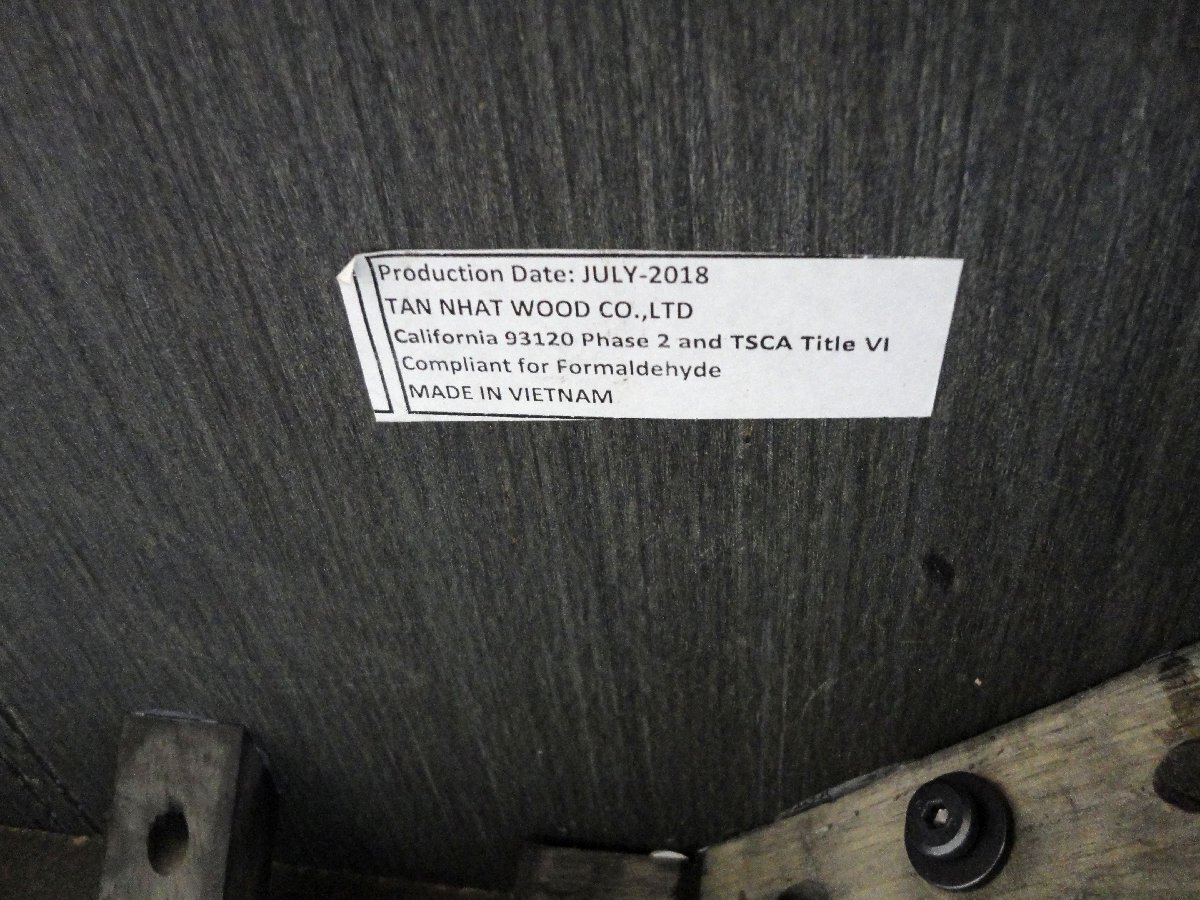 Production Date: JULY-2018
TAN NHAT WOOD CO.,LTD
California 93120 Phase 2 and TSCA Title VI
Compliant for Formaldehyde
MADE IN VIETNAM